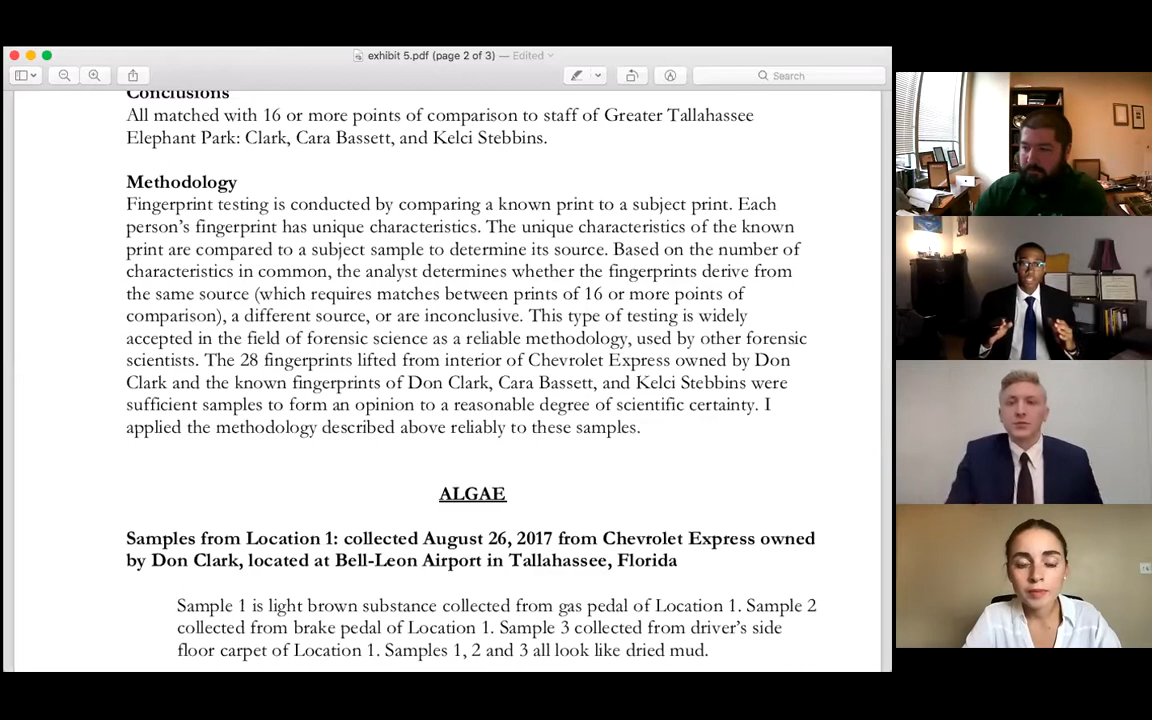 exhibit 5.pdf (page 2 of 3) — Edited
Search
Conclusions
All matched with 16 or more points of comparison to staff of Greater Tallahassee
Elephant Park: Clark, Cara Bassett, and Kelci Stebbins.
Methodology
Fingerprint testing is conducted by comparing a known print to a subject print. Each
person's fingerprint has unique characteristics. The unique characteristics of the known
print are compared to a subject sample to determine its source. Based on the number of
characteristics in common, the analyst determines whether the fingerprints derive from
the same source (which requires matches between prints of 16 or more points of
comparison), a different source, or are inconclusive. This type of testing is widely
accepted in the field of forensic science as a reliable methodology, used by other forensic
scientists. The 28 fingerprints lifted from interior of Chevrolet Express owned by Don
Clark and the known fingerprints of Don Clark, Cara Bassett, and Kelci Stebbins were
sufficient samples to form an opinion to a reasonable degree of scientific certainty. I
applied the methodology described above reliably to these samples.
ALGAE
Samples from Location 1: collected August 26, 2017 from Chevrolet Express owned
by Don Clark, located at Bell-Leon Airport in Tallahassee, Florida
Sample 1 is light brown substance collected from gas pedal of Location 1. Sample 2
collected from brake pedal of Location 1. Sample 3 collected from driver's side
floor carpet of Location 1. Samples 1, 2 and 3 all look like dried mud.